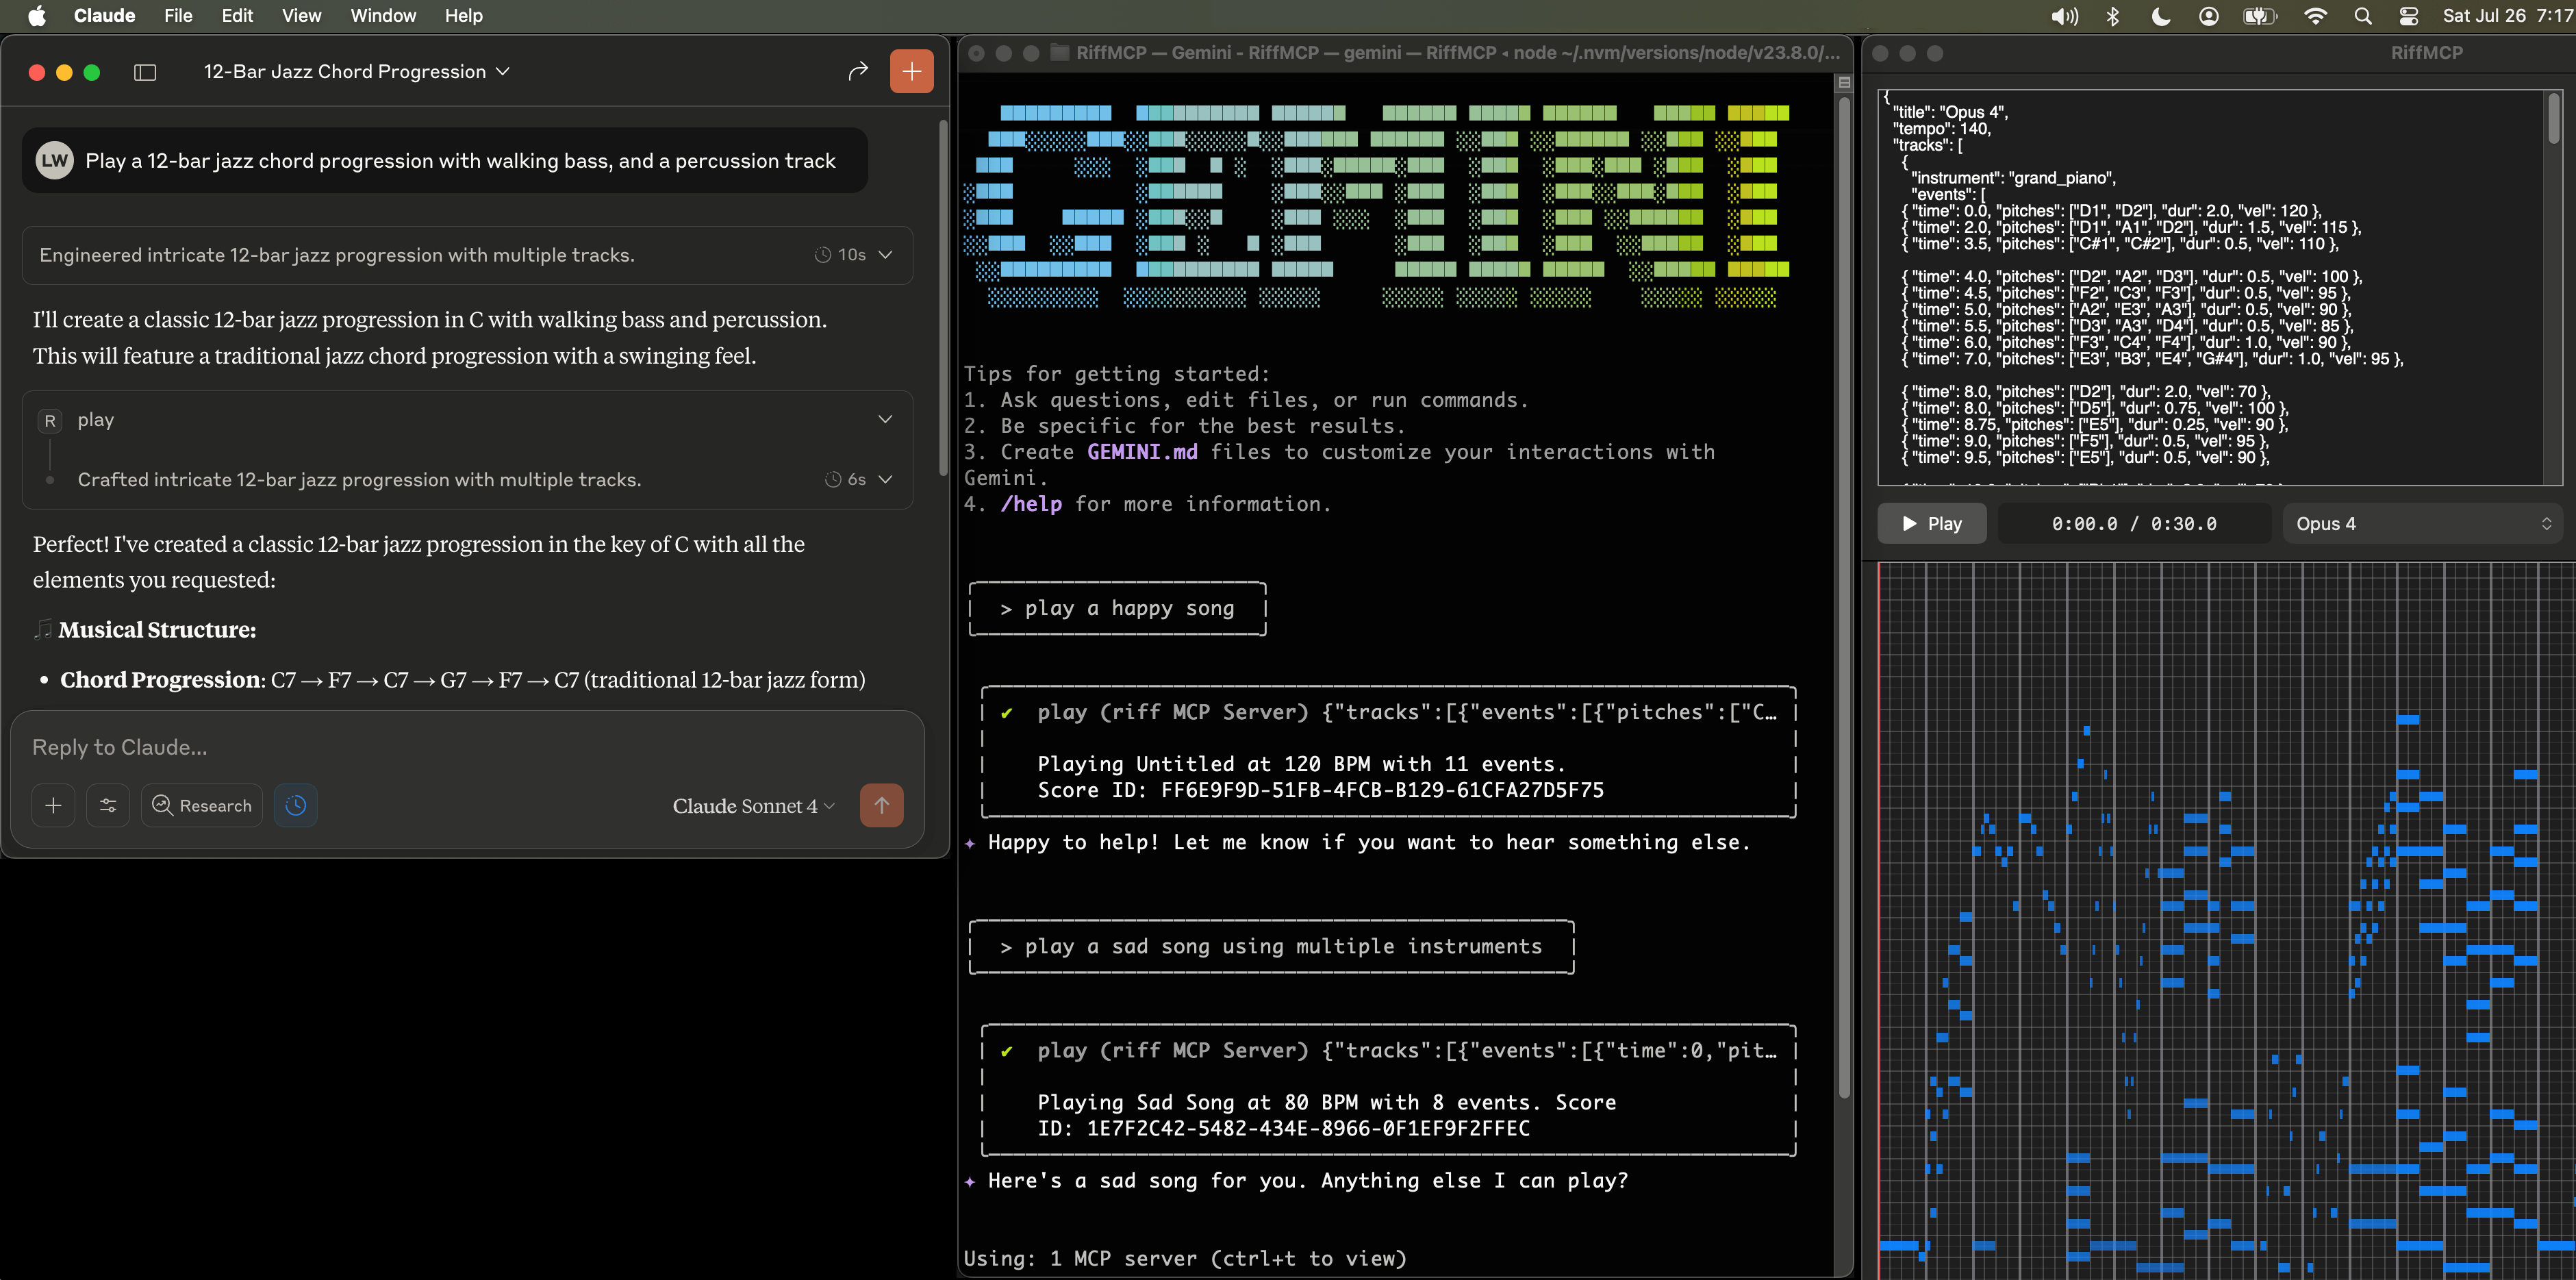 Claude File Edit View Window Help
Sat Jul 26 7:17
12-Bar Jazz Chord Progression
LW Play a 12-bar jazz chord progression with walking bass, and a percussion track
Engineered intricate 12-bar jazz progression with multiple tracks. 10s
I'll create a classic 12-bar jazz progression in C with walking bass and percussion.
This will feature a traditional jazz chord progression with a swinging feel.
R play
Crafted intricate 12-bar jazz progression with multiple tracks. 6s
Perfect! I've created a classic 12-bar jazz progression in the key of C with all the
elements you requested:
🎵 Musical Structure:
• Chord Progression: C7 → F7 → C7 → G7 → F7 → C7 (traditional 12-bar jazz form)
Reply to Claude...
Research
Claude Sonnet 4
RiffMCP — Gemini - RiffMCP — gemini — RiffMCP ◂ node ~/.nvm/versions/node/v23.8.0/...
GEMINI
Tips for getting started:
1. Ask questions, edit files, or run commands.
2. Be specific for the best results.
3. Create GEMINI.md files to customize your interactions with
Gemini.
4. /help for more information.
> play a happy song
✔ play (riff MCP Server) {"tracks":[{"events":[{"pitches":["C…
Playing Untitled at 120 BPM with 11 events.
Score ID: FF6E9F9D-51FB-4FCB-B129-61CFA27D5F75
✦ Happy to help! Let me know if you want to hear something else.
> play a sad song using multiple instruments
✔ play (riff MCP Server) {"tracks":[{"events":[{"time":0,"pit…
Playing Sad Song at 80 BPM with 8 events. Score
ID: 1E7F2C42-5482-434E-8966-0F1EF9F2FFEC
✦ Here's a sad song for you. Anything else I can play?
Using: 1 MCP server (ctrl+t to view)
RiffMCP
{
"title": "Opus 4",
"tempo": 140,
"tracks": [
{
"instrument": "grand_piano",
"events": [
{ "time": 0.0, "pitches": ["D1", "D2"], "dur": 2.0, "vel": 120 },
{ "time": 2.0, "pitches": ["D1", "A1", "D2"], "dur": 1.5, "vel": 115 },
{ "time": 3.5, "pitches": ["C#1", "C#2"], "dur": 0.5, "vel": 110 },
{ "time": 4.0, "pitches": ["D2", "A2", "D3"], "dur": 0.5, "vel": 100 },
{ "time": 4.5, "pitches": ["F2", "C3", "F3"], "dur": 0.5, "vel": 95 },
{ "time": 5.0, "pitches": ["A2", "E3", "A3"], "dur": 0.5, "vel": 90 },
{ "time": 5.5, "pitches": ["D3", "A3", "D4"], "dur": 0.5, "vel": 85 },
{ "time": 6.0, "pitches": ["F3", "C4", "F4"], "dur": 1.0, "vel": 90 },
{ "time": 7.0, "pitches": ["E3", "B3", "E4", "G#4"], "dur": 1.0, "vel": 95 },
{ "time": 8.0, "pitches": ["D2"], "dur": 2.0, "vel": 70 },
{ "time": 8.0, "pitches": ["D5"], "dur": 0.75, "vel": 100 },
{ "time": 8.75, "pitches": ["E5"], "dur": 0.25, "vel": 90 },
{ "time": 9.0, "pitches": ["F5"], "dur": 0.5, "vel": 95 },
{ "time": 9.5, "pitches": ["E5"], "dur": 0.5, "vel": 90 },
Play
0:00.0 / 0:30.0
Opus 4